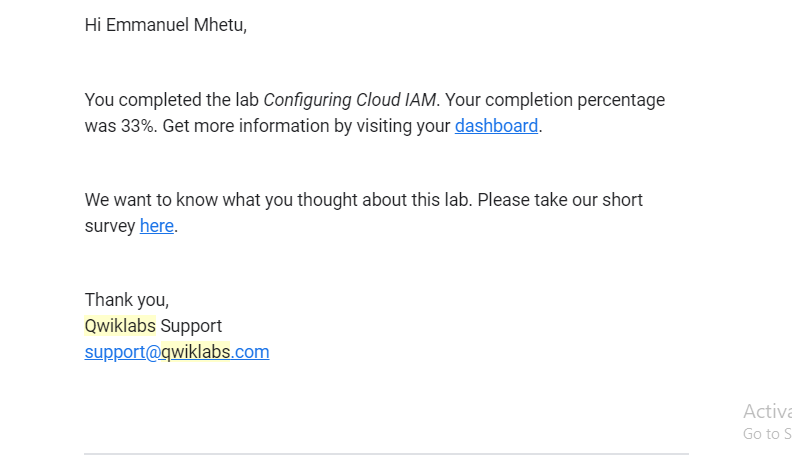 Hi Emmanuel Mhetu,
You completed the lab Configuring Cloud IAM. Your completion percentage
was 33%. Get more information by visiting your dashboard.
We want to know what you thought about this lab. Please take our short
survey here.
Thank you,
Qwiklabs Support
support@qwiklabs.com
Activa
Go to S